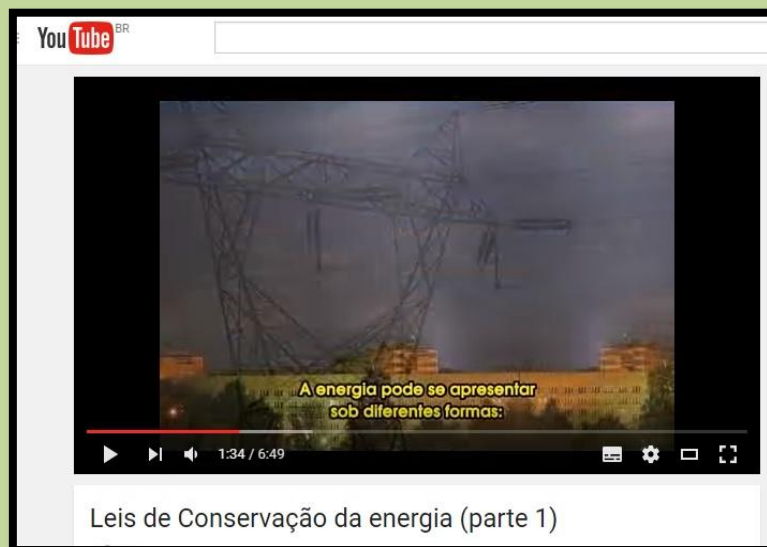 YouTube BR
A energia pode se apresentar
sob diferentes formas:
1:34 / 6:49
Leis de Conservação da energia (parte 1)